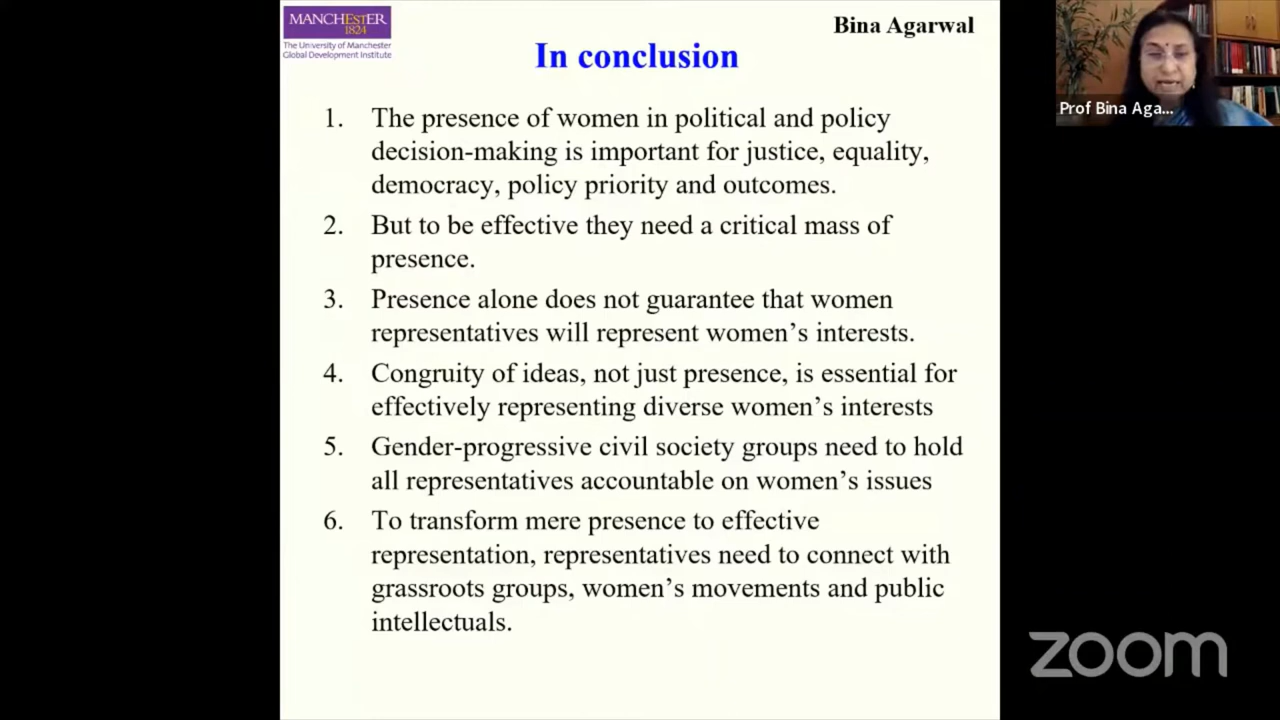 MANCHESTER
1824
The University of Manchester
Global Development Institute
Bina Agarwal
In conclusion
1. The presence of women in political and policy
decision-making is important for justice, equality,
democracy, policy priority and outcomes.
2. But to be effective they need a critical mass of
presence.
3. Presence alone does not guarantee that women
representatives will represent women's interests.
4. Congruity of ideas, not just presence, is essential for
effectively representing diverse women's interests
5. Gender-progressive civil society groups need to hold
all representatives accountable on women's issues
6. To transform mere presence to effective
representation, representatives need to connect with
grassroots groups, women's movements and public
intellectuals.
Prof Bina Aga...
zoom